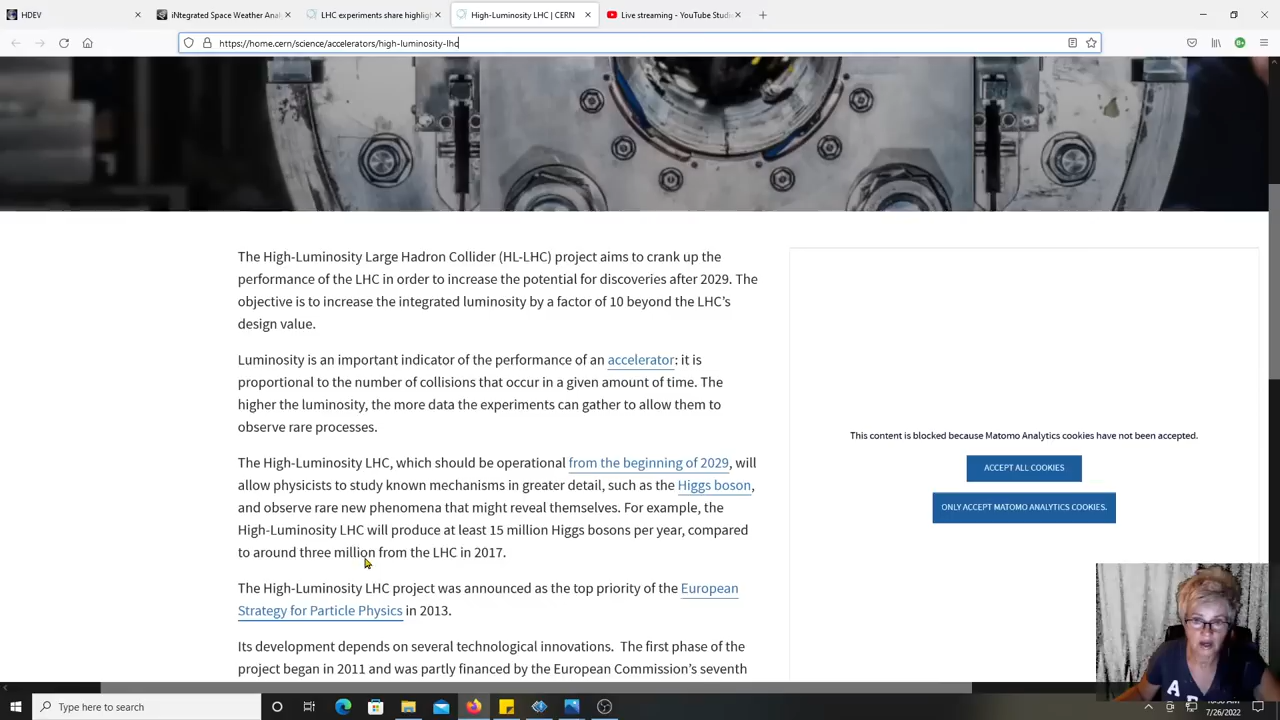 HDEV
iNtegrated Space Weather Anal
LHC experiments share highlig
High-Luminosity LHC | CERN
Live streaming - YouTube Studi
https://home.cern/science/accelerators/high-luminosity-lhc
The High-Luminosity Large Hadron Collider (HL-LHC) project aims to crank up the
performance of the LHC in order to increase the potential for discoveries after 2029. The
objective is to increase the integrated luminosity by a factor of 10 beyond the LHC’s
design value.
Luminosity is an important indicator of the performance of an accelerator: it is
proportional to the number of collisions that occur in a given amount of time. The
higher the luminosity, the more data the experiments can gather to allow them to
observe rare processes.
The High-Luminosity LHC, which should be operational from the beginning of 2029, will
allow physicists to study known mechanisms in greater detail, such as the Higgs boson,
and observe rare new phenomena that might reveal themselves. For example, the
High-Luminosity LHC will produce at least 15 million Higgs bosons per year, compared
to around three million from the LHC in 2017.
The High-Luminosity LHC project was announced as the top priority of the European
Strategy for Particle Physics in 2013.
Its development depends on several technological innovations. The first phase of the
project began in 2011 and was partly financed by the European Commission’s seventh
This content is blocked because Matomo Analytics cookies have not been accepted.
ACCEPT ALL COOKIES
ONLY ACCEPT MATOMO ANALYTICS COOKIES.
Type here to search
7/26/2022